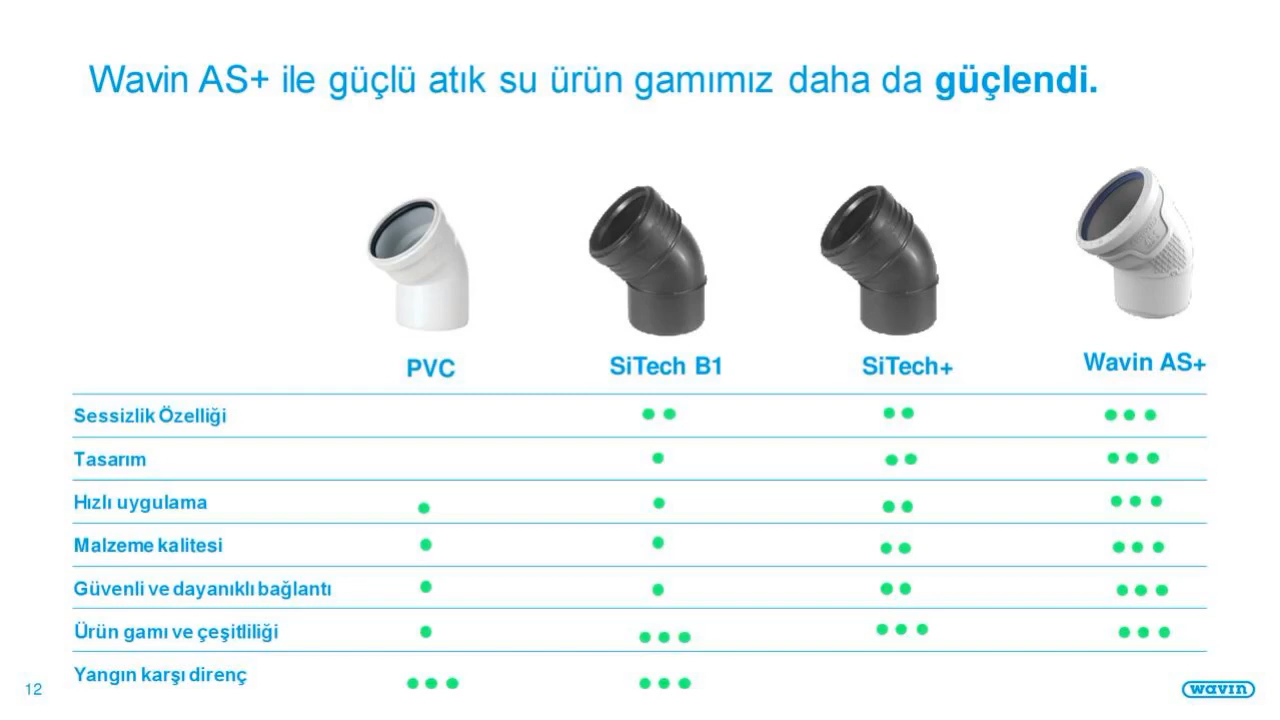 Wavin AS+ ile güçlü atık su ürün gamımız daha da güçlendi.
PVC
SiTech B1
SiTech+
Wavin AS+
Sessizlik Özelliği
Tasarım
Hızlı uygulama
Malzeme kalitesi
Güvenli ve dayanıklı bağlantı
Ürün gamı ve çeşitliliği
Yangın karşı direnç
12
wavin